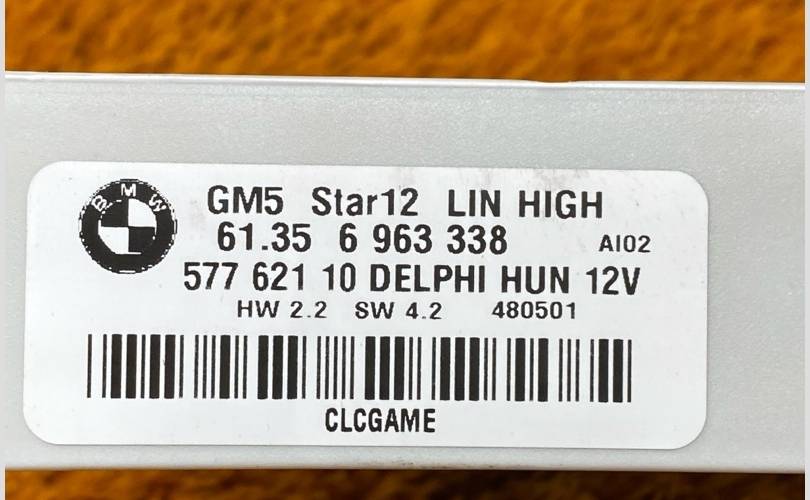 BMW
GM5 Star12 LIN HIGH
61.35 6 963 338 AI02
577 621 10 DELPHI HUN 12V
HW 2.2 SW 4.2 480501
CLCGAME